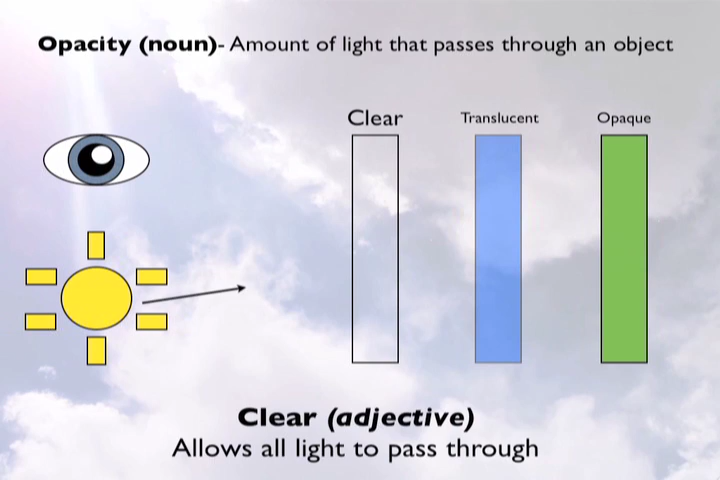 Opacity (noun)- Amount of light that passes through an object
Clear
Translucent
Opaque
Clear (adjective)
Allows all light to pass through